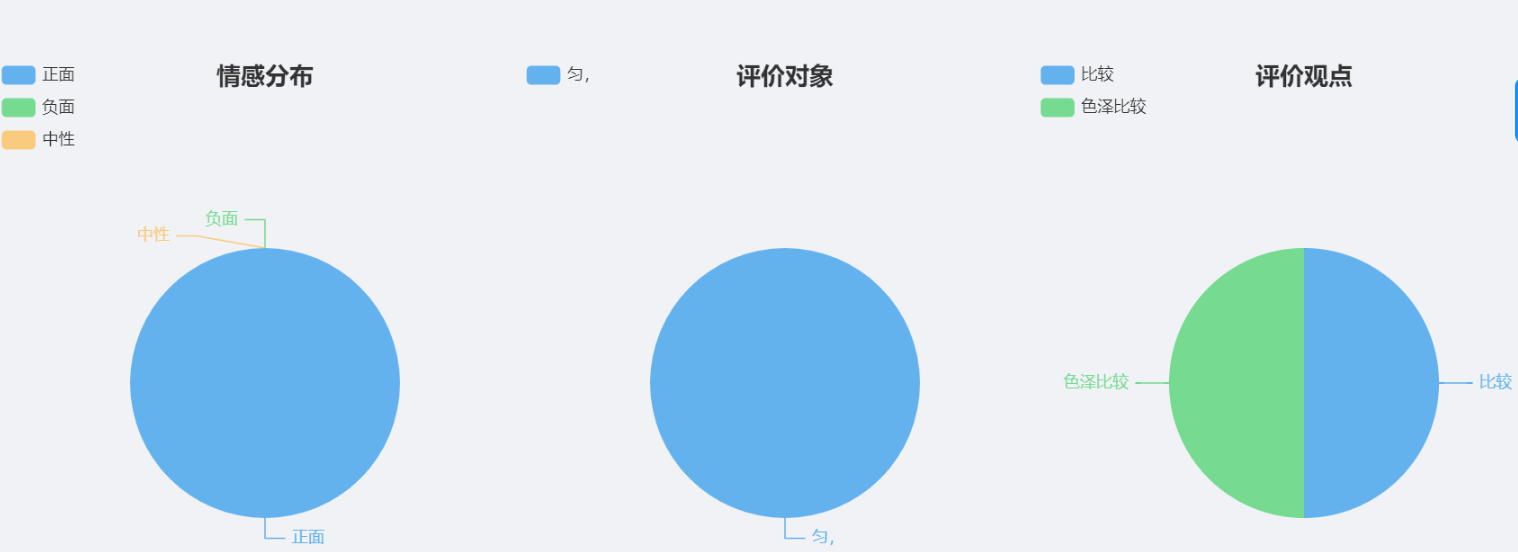 情感分布
正面
负面
中性
负面
中性
正面
评价对象
匀,
匀,
评价观点
比较
色泽比较
色泽比较
比较